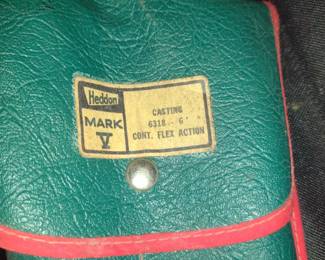 Heddon
MARK
V
CASTING
6318 - 6'
CONT. FLEX ACTION